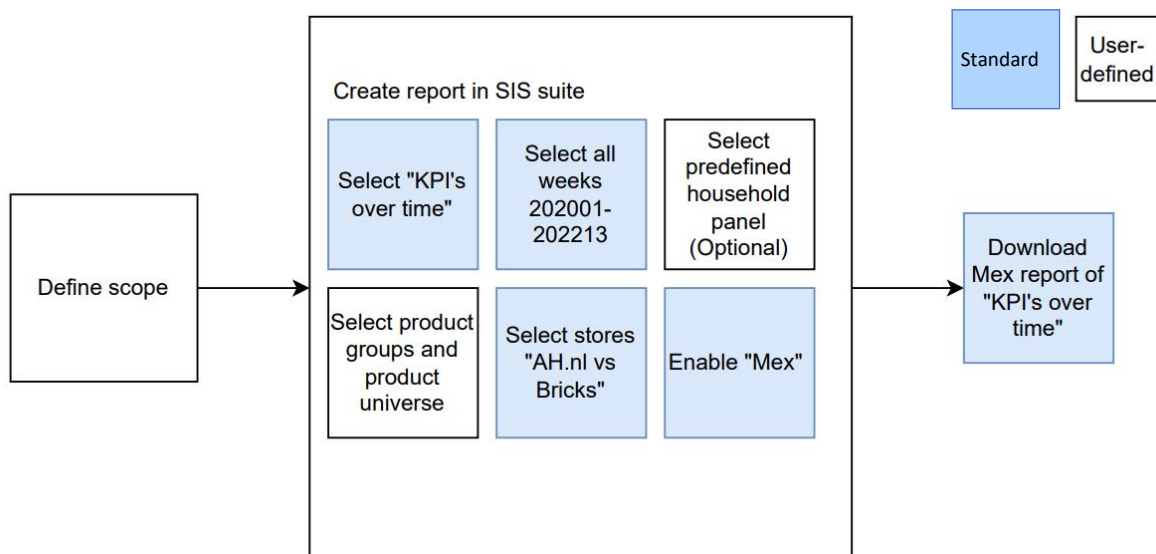 Standard
User-
defined
Define scope
Create report in SIS suite
Select "KPI's
over time"
Select all
weeks
202001-
202213
Select
predefined
household
panel
(Optional)
Select product
groups and
product
universe
Select stores
"AH.nl vs
Bricks"
Enable "Mex"
Download
Mex report of
"KPI's over
time"